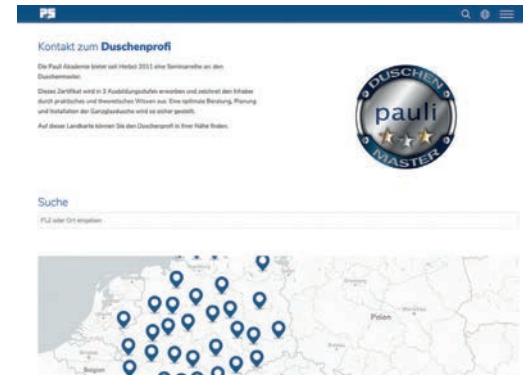 PS
Kontakt zum Duschenprofi
Die Pauli Akademie bietet seit Herbst 2011 eine Seminarreihe an: den
Duschenmaster.
Dieses Zertifikat wird in 3 Ausbildungsstufen erworben und zeichnet den Inhaber
durch praktisches und theoretisches Wissen aus. Eine optimale Beratung, Planung
und Installation der Ganzglasdusche wird so sicher gestellt.
Auf dieser Landkarte können Sie den Duschenprofi in Ihrer Nähe finden.
DUSCHEN
pauli
MASTER
Suche
PLZ oder Ort eingeben
Polen
Belgien